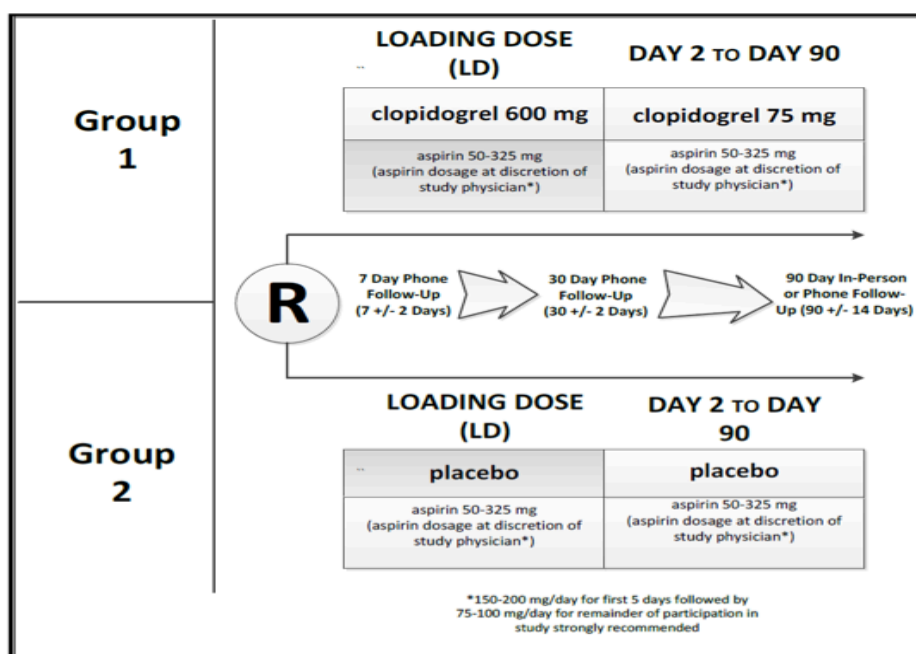 LOADING DOSE
(LD)
DAY 2 TO DAY 90
Group
1
clopidogrel 600 mg
clopidogrel 75 mg
aspirin 50-325 mg
(aspirin dosage at discretion of
study physician*)
aspirin 50-325 mg
(aspirin dosage at discretion of
study physician*)
R
7 Day Phone
Follow-Up
(7 +/- 2 Days)
30 Day Phone
Follow-Up
(30 +/- 2 Days)
90 Day In-Person
or Phone Follow-
Up (90 +/- 14 Days)
LOADING DOSE
(LD)
DAY 2 TO DAY
90
Group
2
placebo
placebo
aspirin 50-325 mg
(aspirin dosage at discretion of
study physician*)
aspirin 50-325 mg
(aspirin dosage at discretion of
study physician*)
*150-200 mg/day for first 5 days followed by
75-100 mg/day for remainder of participation in
study strongly recommended